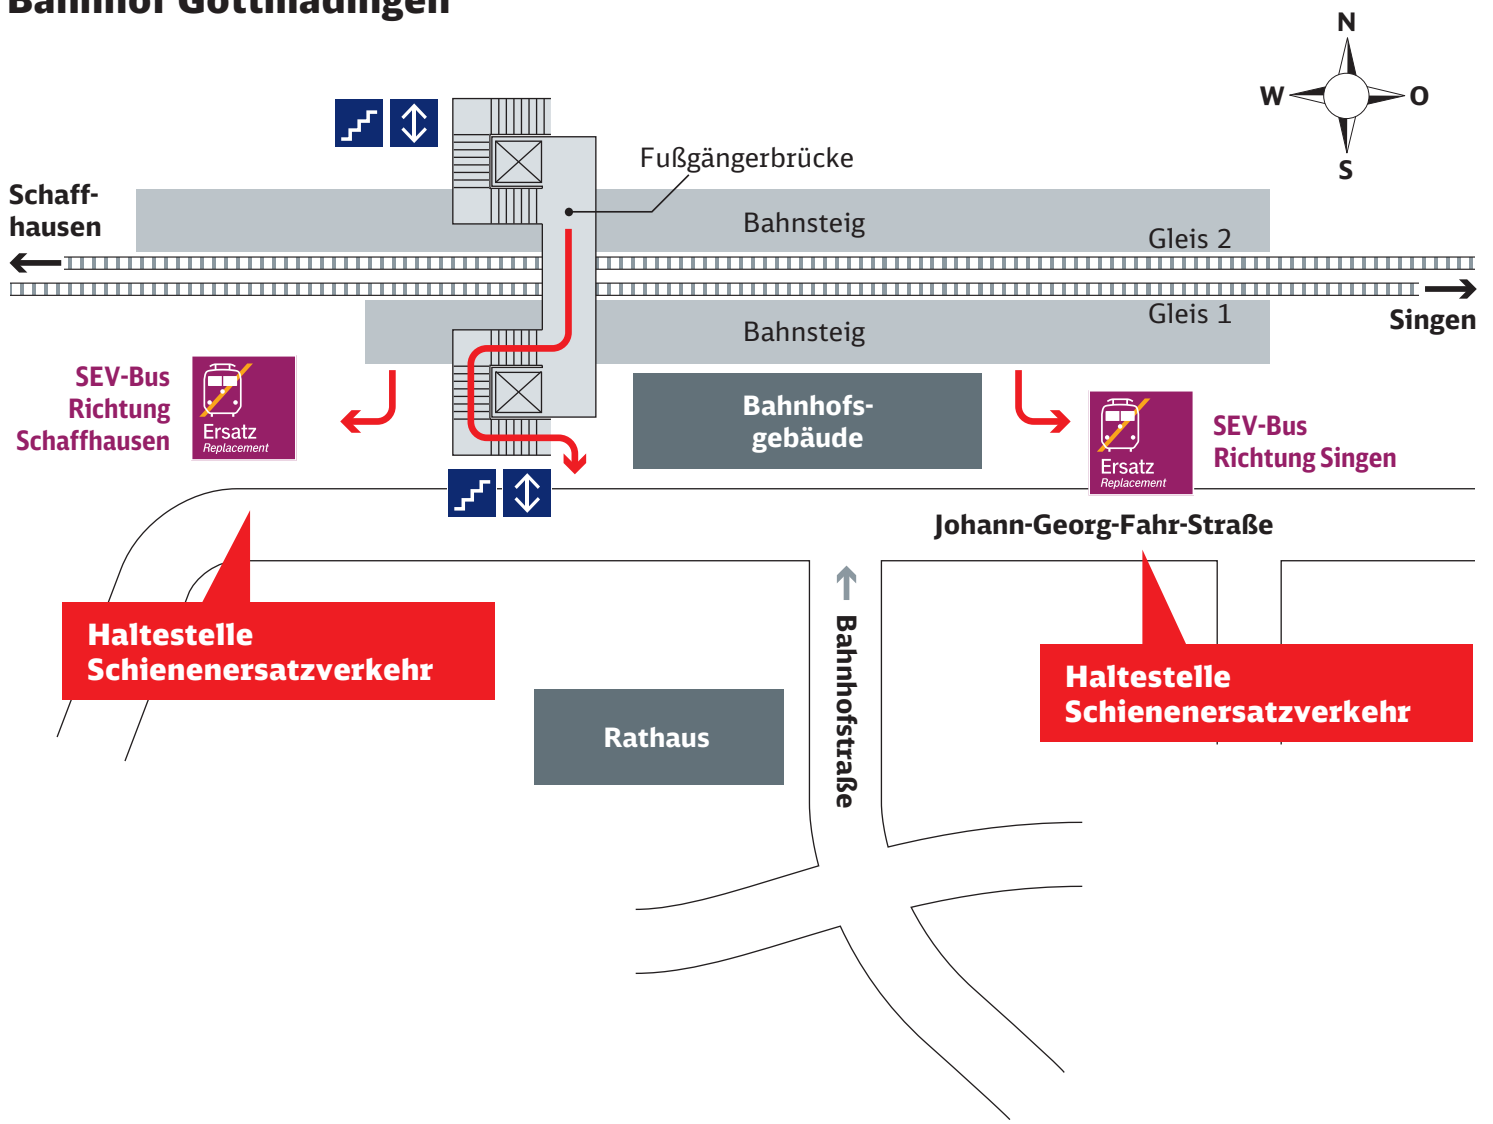 Bahnhof Gottmadingen
N
W
O
S
Fußgängerbrücke
Schaff-
hausen
Bahnsteig
Gleis 2
Gleis 1
Bahnsteig
Singen
SEV-Bus
Richtung
Schaffhausen
Ersatz
Replacement
Bahnhofs-
gebäude
Ersatz
Replacement
SEV-Bus
Richtung Singen
Johann-Georg-Fahr-Straße
Haltestelle
Schienenersatzverkehr
Bahnhofstraße
Haltestelle
Schienenersatzverkehr
Rathaus